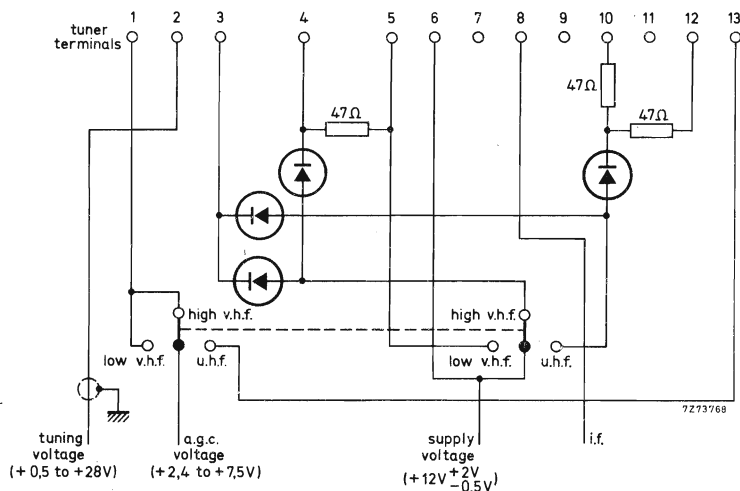 1 2 3 4 5 6 7 8 9 10 11 12 13
tuner
terminals
47Ω
47Ω
47Ω
high v.h.f.
high v.h.f.
low v.h.f.
u.h.f.
low v.h.f.
u.h.f.
7Z73768
tuning
voltage
(+0,5 to +28V)
a.g.c.
voltage
(+2,4 to +7,5V)
supply
voltage
(+12V +2V
-0,5V)
i.f.